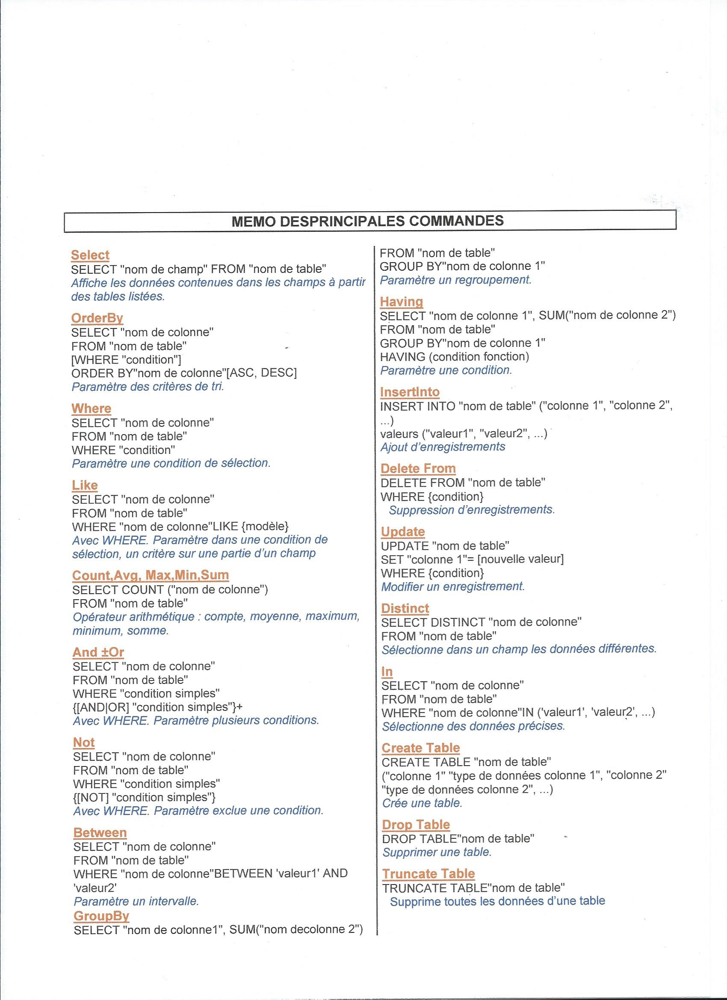 MEMO DESPRINCIPALES COMMANDES
Select
SELECT "nom de champ" FROM "nom de table"
Affiche les données contenues dans les champs à partir
des tables listées.
OrderBy
SELECT "nom de colonne"
FROM "nom de table"
[WHERE "condition"]
ORDER BY"nom de colonne"[ASC, DESC]
Paramètre des critères de tri.
Where
SELECT "nom de colonne"
FROM "nom de table"
WHERE "condition"
Paramètre une condition de sélection.
Like
SELECT "nom de colonne"
FROM "nom de table"
WHERE "nom de colonne"LIKE {modèle}
Avec WHERE. Paramètre dans une condition de
sélection, un critère sur une partie d'un champ
Count,Avg, Max,Min,Sum
SELECT COUNT ("nom de colonne")
FROM "nom de table"
Opérateur arithmétique : compte, moyenne, maximum,
minimum, somme.
And ±Or
SELECT "nom de colonne"
FROM "nom de table"
WHERE "condition simples"
{[AND|OR] "condition simples"}+
Avec WHERE. Paramètre plusieurs conditions.
Not
SELECT "nom de colonne"
FROM "nom de table"
WHERE "condition simples"
{[NOT] "condition simples"}
Avec WHERE. Paramètre exclue une condition.
Between
SELECT "nom de colonne"
FROM "nom de table"
WHERE "nom de colonne"BETWEEN 'valeur1' AND
'valeur2'
Paramètre un intervalle.
GroupBy
SELECT "nom de colonne1", SUM("nom decolonne 2")
FROM "nom de table"
GROUP BY"nom de colonne 1"
Paramètre un regroupement.
Having
SELECT "nom de colonne 1", SUM("nom de colonne 2")
FROM "nom de table"
GROUP BY"nom de colonne 1"
HAVING (condition fonction)
Paramètre une condition.
InsertInto
INSERT INTO "nom de table" ("colonne 1", "colonne 2",
...)
valeurs ("valeur1", "valeur2", ...)
Ajout d'enregistrements
Delete From
DELETE FROM "nom de table"
WHERE {condition}
Suppression d'enregistrements.
Update
UPDATE "nom de table"
SET "colonne 1"= [nouvelle valeur]
WHERE {condition}
Modifier un enregistrement.
Distinct
SELECT DISTINCT "nom de colonne"
FROM "nom de table"
Sélectionne dans un champ les données différentes.
In
SELECT "nom de colonne"
FROM "nom de table"
WHERE "nom de colonne"IN ('valeur1', 'valeur2', ...)
Sélectionne des données précises.
Create Table
CREATE TABLE "nom de table"
("colonne 1" "type de données colonne 1", "colonne 2"
"type de données colonne 2", ...)
Crée une table.
Drop Table
DROP TABLE"nom de table"
Supprimer une table.
Truncate Table
TRUNCATE TABLE"nom de table"
Supprime toutes les données d'une table